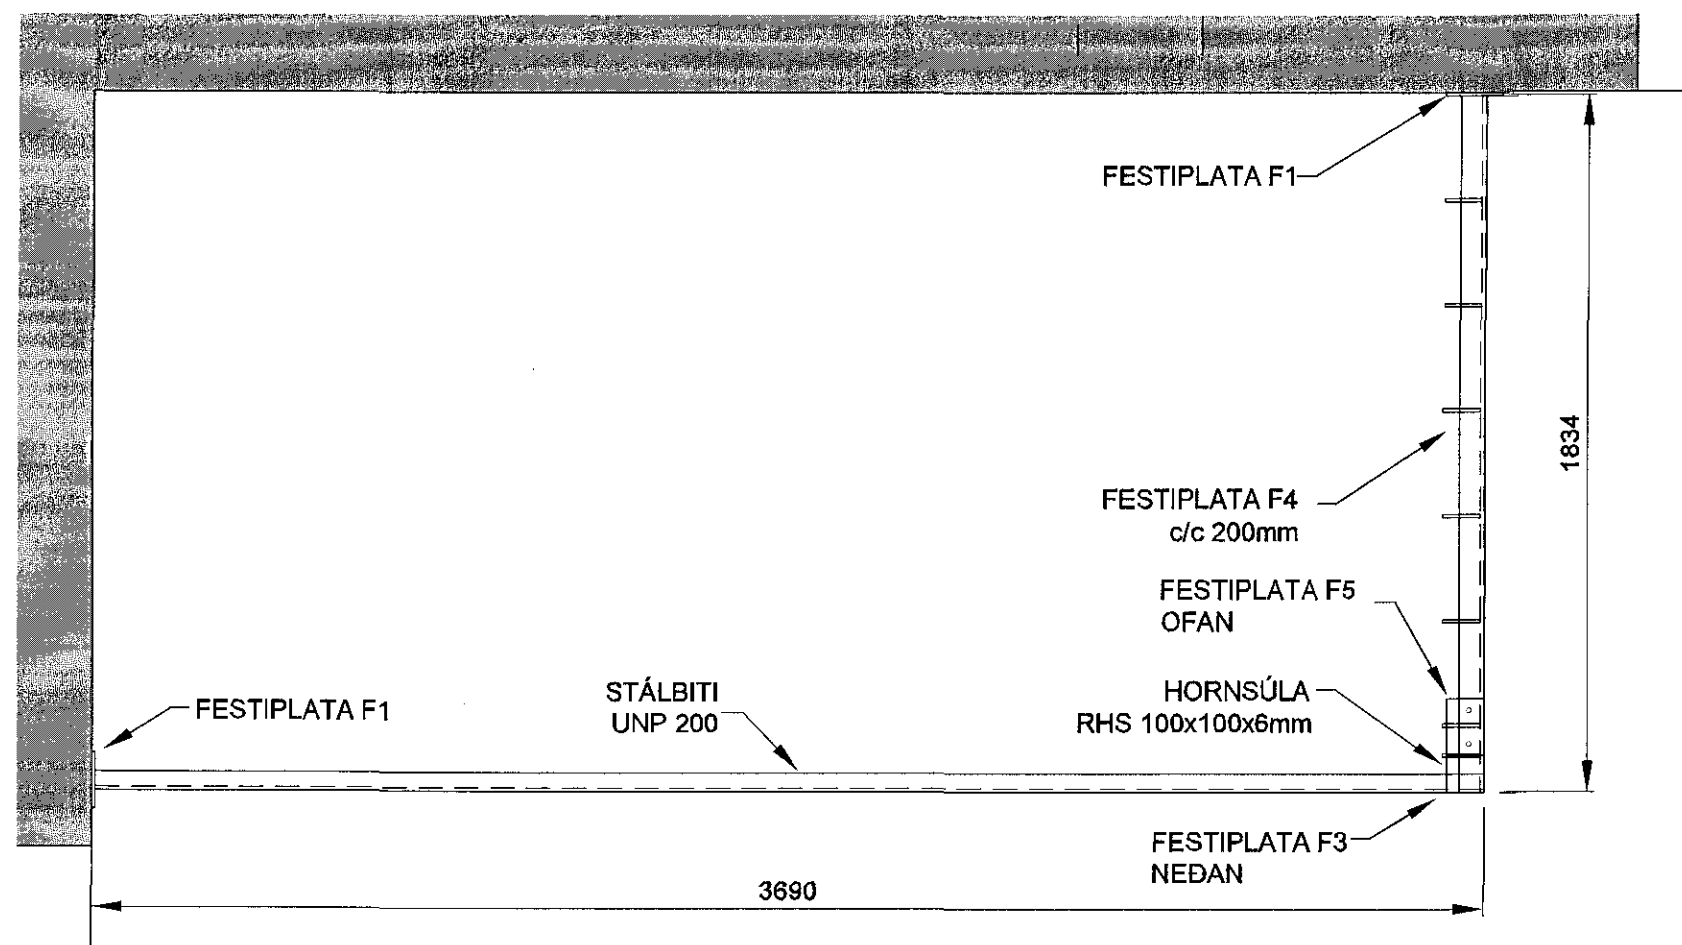 FESTIPLATA F1
1834
FESTIPLATA F4
c/c 200mm
FESTIPLATA F5
OFAN
HORNSÚLA
RHS 100x100x6mm
STÁLBITI
UNP 200
FESTIPLATA F1
FESTIPLATA F3
NEÐAN
3690